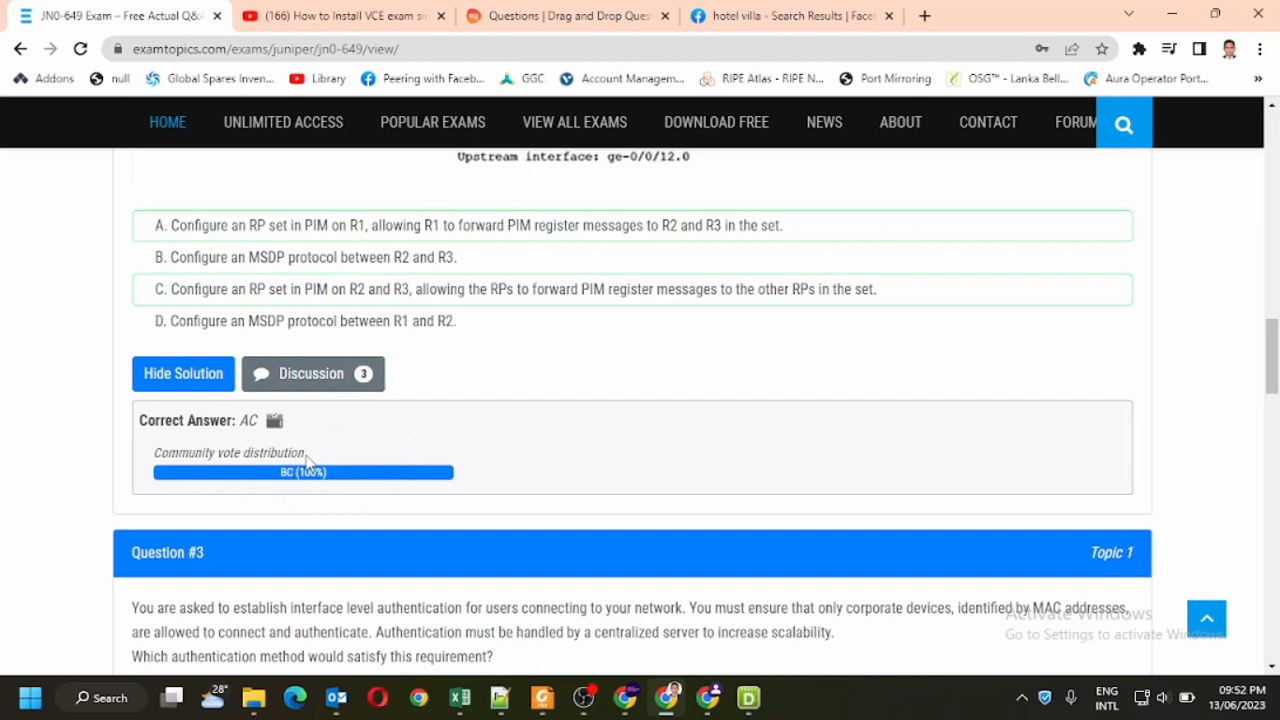 JN0-649 Exam – Free Actual Q&A
(166) How to Install VCE exam si
Questions | Drag and Drop Ques
hotel villa - Search Results | Face
examtopics.com/exams/juniper/jn0-649/view/
Addons
null
Global Spares Inven...
Library
Peering with Faceb...
GGC
Account Managem...
RIPE Atlas - RIPE N...
Port Mirroring
OSG™ - Lanka Bell...
Aura Operator Port...
»
HOME
UNLIMITED ACCESS
POPULAR EXAMS
VIEW ALL EXAMS
DOWNLOAD FREE
NEWS
ABOUT
CONTACT
FORUM
Upstream interface: ge-0/0/12.0
A. Configure an RP set in PIM on R1, allowing R1 to forward PIM register messages to R2 and R3 in the set.
B. Configure an MSDP protocol between R2 and R3.
C. Configure an RP set in PIM on R2 and R3, allowing the RPs to forward PIM register messages to the other RPs in the set.
D. Configure an MSDP protocol between R1 and R2.
Hide Solution
Discussion 3
Correct Answer: AC
Community vote distribution
BC (100%)
Question #3
Topic 1
You are asked to establish interface level authentication for users connecting to your network. You must ensure that only corporate devices, identified by MAC addresses,
are allowed to connect and authenticate. Authentication must be handled by a centralized server to increase scalability.
Which authentication method would satisfy this requirement?
Activate Windows
Go to Settings to activate Windows.
Search
28°
ENG
INTL
09:52 PM
13/06/2023